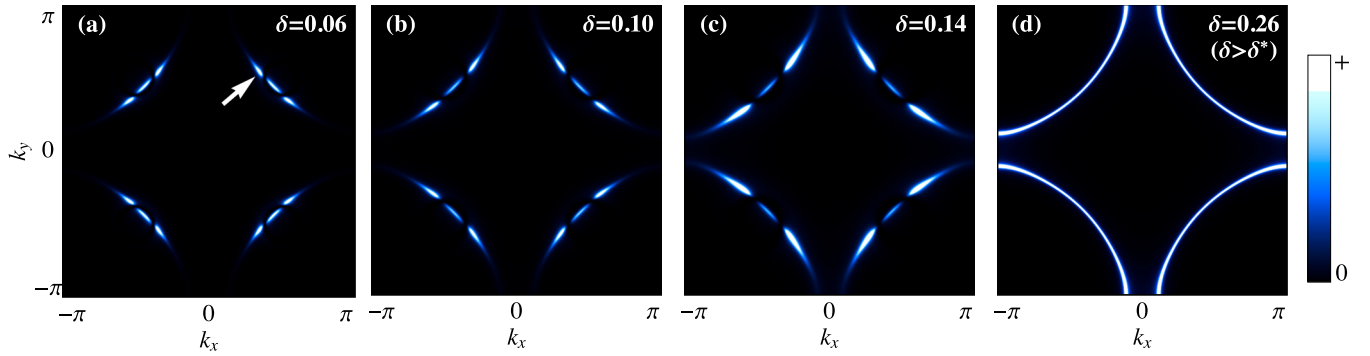 π
(a)
δ=0.06
(b)
δ=0.10
(c)
δ=0.14
(d)
δ=0.26
(δ>δ*)
+
k_y
0
0
−π
−π
0
π
−π
0
π
−π
0
π
−π
0
π
k_x
k_x
k_x
k_x